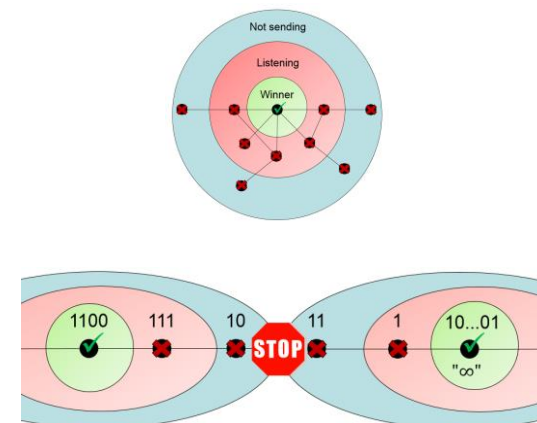 Not sending
Listening
Winner
1100 111 10 11 1 10...01
STOP
"∞"